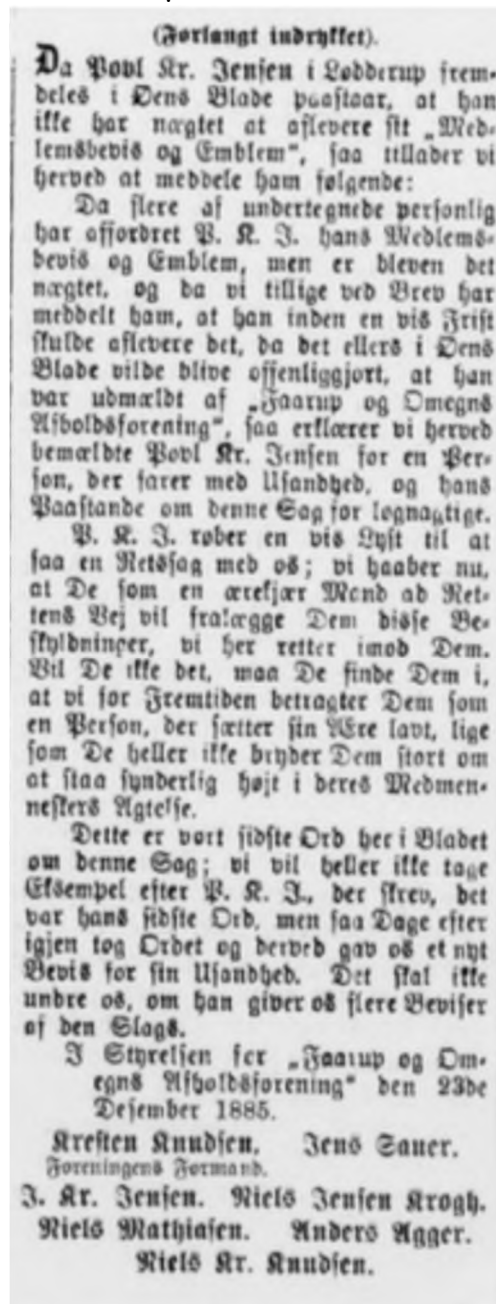 (Forlangt indrykket).
Da Povl Kr. Jensen i Lødderup frem-
deles i Øens Blade paastaar, at han
ikke har nægtet at aflevere sit „Med-
lemsbevis og Emblem“, saa tillader vi
herved at meddele ham følgende:
Da flere af undertegnede personlig
har affordret P. K. J. hans Medlems-
bevis og Emblem, men er bleven det
nægtet, og da vi tillige ved Brev har
meddelt ham, at han inden en vis Frist
skulde aflevere det, da det ellers i Øens
Blade vilde blive offenliggjort, at han
var udmældt af „Faarup og Omegns
Afholdsforening“, saa erklærer vi herved
bemældte Povl Kr. Jensen for en Per-
son, der farer med Usandhed, og hans
Paastande om denne Sag for løgnagtige.
P. K. J. røber en vis Lyst til at
faa en Retssag med os; vi haaber nu,
at De som en ærekjær Mand ad Ret-
tens Vej vil fralægge Dem disse Be-
skyldninger, vi her retter imod Dem.
Vil De ikke det, maa De finde Dem i,
at vi for Fremtiden betragter Dem som
en Person, der sætter sin Ære lavt, lige
som De heller ikke bryder Dem stort om
at staa synderlig højt i deres Medmen-
neskers Agtelse.
Dette er vort sidste Ord her i Bladet
om denne Sag; vi vil heller ikke tage
Eksempel efter P. K. J., der skrev, det
var hans sidste Ord, men faa Dage efter
igjen tog Ordet og derved gav os et nyt
Bevis for sin Usandhed. Det skal ikke
undre os, om han giver os flere Beviser
af den Slags.
I Styrelsen for „Faarup og Om-
egns Afholdsforening“ den 23de
Desember 1885.
Kresten Knudsen. Jens Sauer.
Foreningens Formand.
J. Kr. Jensen. Niels Jensen Krogh.
Niels Mathiasen. Anders Agger.
Niels Kr. Knudsen.